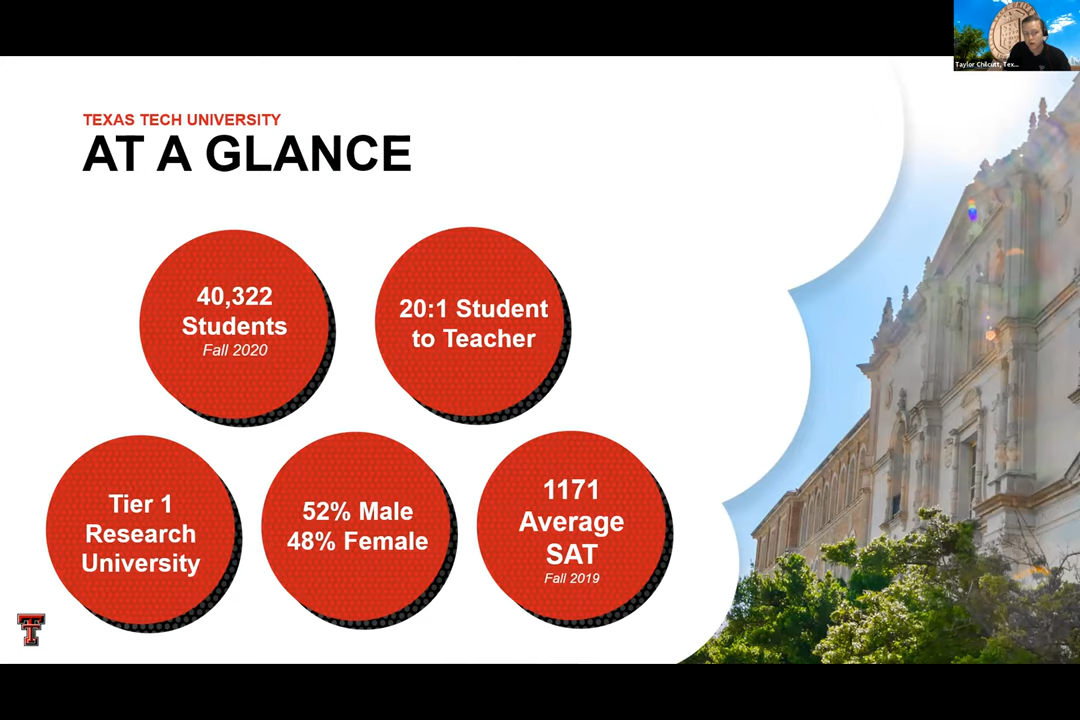 Taylor Chilcutt, Tex...
TEXAS TECH UNIVERSITY
AT A GLANCE
40,322
Students
Fall 2020
20:1 Student
to Teacher
Tier 1
Research
University
52% Male
48% Female
1171
Average
SAT
Fall 2019